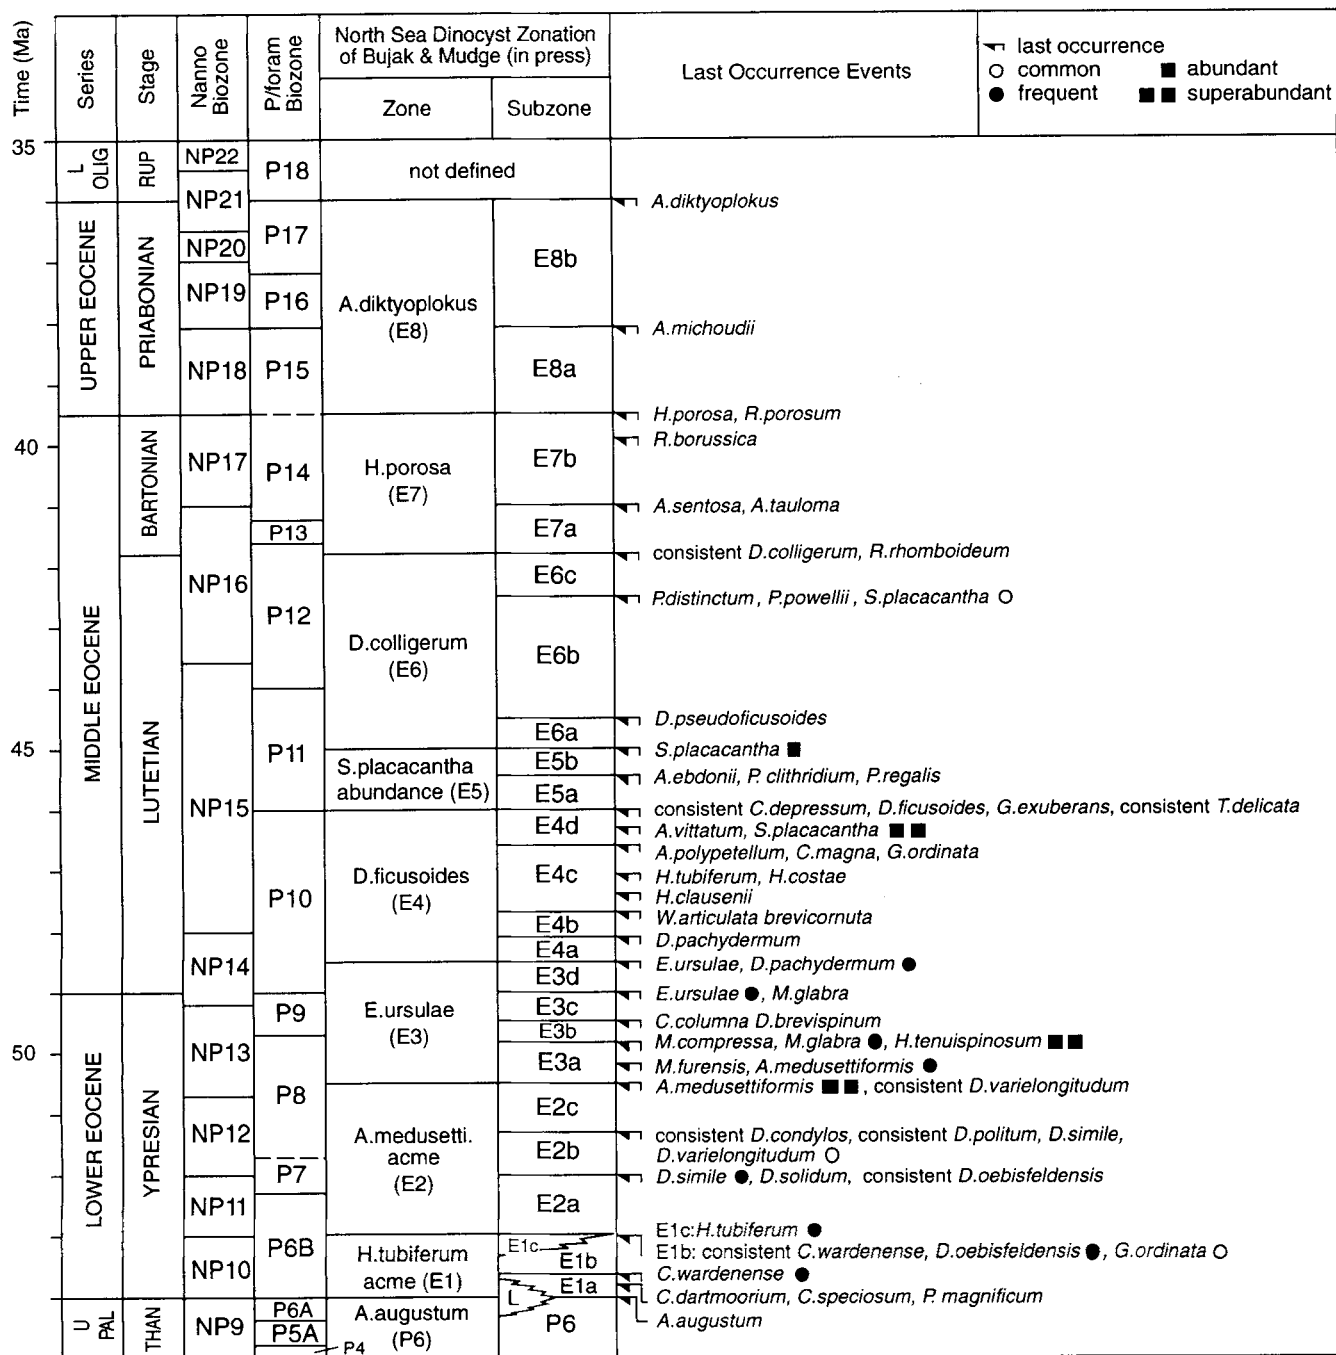 Time (Ma)
Series
Stage
Nanno
Biozone
P/foram
Biozone
North Sea Dinocyst Zonation
of Bujak & Mudge (in press)
Zone
Subzone
Last Occurrence Events
last occurrence
common
abundant
frequent
superabundant
35
40
45
50
L
OLIG
UPPER EOCENE
MIDDLE EOCENE
LOWER EOCENE
U
PAL
RUP
PRIABONIAN
BARTONIAN
LUTETIAN
YPRESIAN
THAN
NP22
NP21
NP20
NP19
NP18
NP17
NP16
NP15
NP14
NP13
NP12
NP11
NP10
NP9
P18
P17
P16
P15
P14
P13
P12
P11
P10
P9
P8
P7
P6B
P6A
P5A
P4
not defined
A.diktyoplokus
(E8)
H.porosa
(E7)
D.colligerum
(E6)
S.placacantha
abundance (E5)
D.ficusoides
(E4)
E.ursulae
(E3)
A.medusetti.
acme
(E2)
H.tubiferum
acme (E1)
A.augustum
(P6)
E8b
E8a
E7b
E7a
E6c
E6b
E6a
E5b
E5a
E4d
E4c
E4b
E4a
E3d
E3c
E3b
E3a
E2c
E2b
E2a
E1c
E1b
E1a
L
P6
A.diktyoplokus
A.michoudii
H.porosa, R.porosum
R.borussica
A.sentosa, A.tauloma
consistent D.colligerum, R.rhomboideum
P.distinctum, P.powellii, S.placacantha
D.pseudoficusoides
S.placacantha
A.ebdonii, P. clithridium, P.regalis
consistent C.depressum, D.ficusoides, G.exuberans, consistent T.delicata
A.vittatum, S.placacantha
A.polypetellum, C.magna, G.ordinata
H.tubiferum, H.costae
H.clausenii
W.articulata brevicornuta
D.pachydermum
E.ursulae, D.pachydermum
E.ursulae , M.glabra
C.columna D.brevispinum
M.compressa, M.glabra , H.tenuispinosum
M.furensis, A.medusettiformis
A.medusettiformis , consistent D.varielongitudum
consistent D.condylos, consistent D.politum, D.simile,
D.varielongitudum
D.simile , D.solidum, consistent D.oebisfeldensis
E1c:H.tubiferum
E1b: consistent C.wardenense, D.oebisfeldensis , G.ordinata
C.wardenense
C.dartmoorium, C.speciosum, P. magnificum
A.augustum